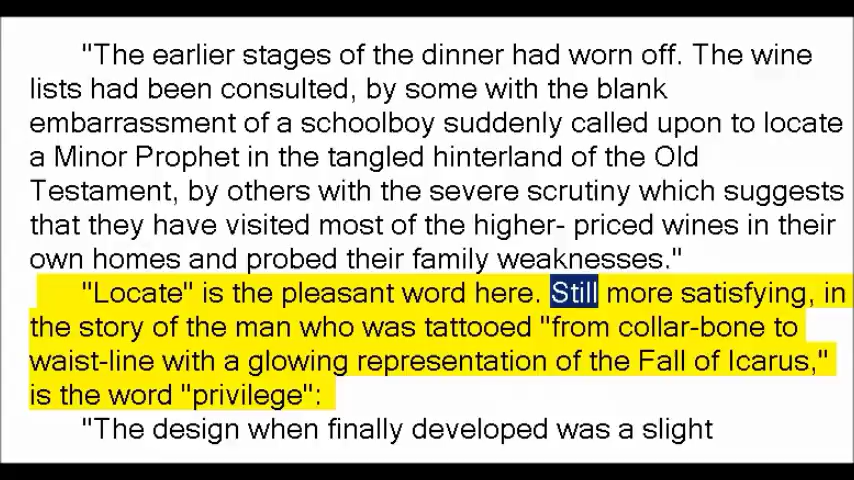 "The earlier stages of the dinner had worn off. The wine
lists had been consulted, by some with the blank
embarrassment of a schoolboy suddenly called upon to locate
a Minor Prophet in the tangled hinterland of the Old
Testament, by others with the severe scrutiny which suggests
that they have visited most of the higher- priced wines in their
own homes and probed their family weaknesses."
"Locate" is the pleasant word here. Still more satisfying, in
the story of the man who was tattooed "from collar-bone to
waist-line with a glowing representation of the Fall of Icarus,"
is the word "privilege":
"The design when finally developed was a slight